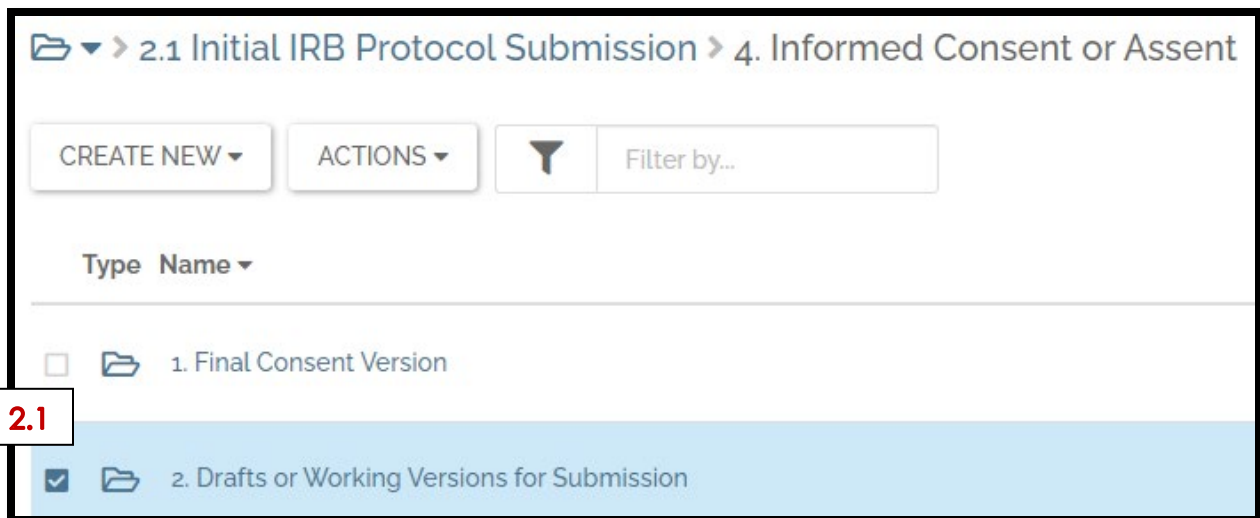 > 2.1 Initial IRB Protocol Submission > 4. Informed Consent or Assent
CREATE NEW ACTIONS Filter by...
Type Name
1. Final Consent Version
2.1
2. Drafts or Working Versions for Submission